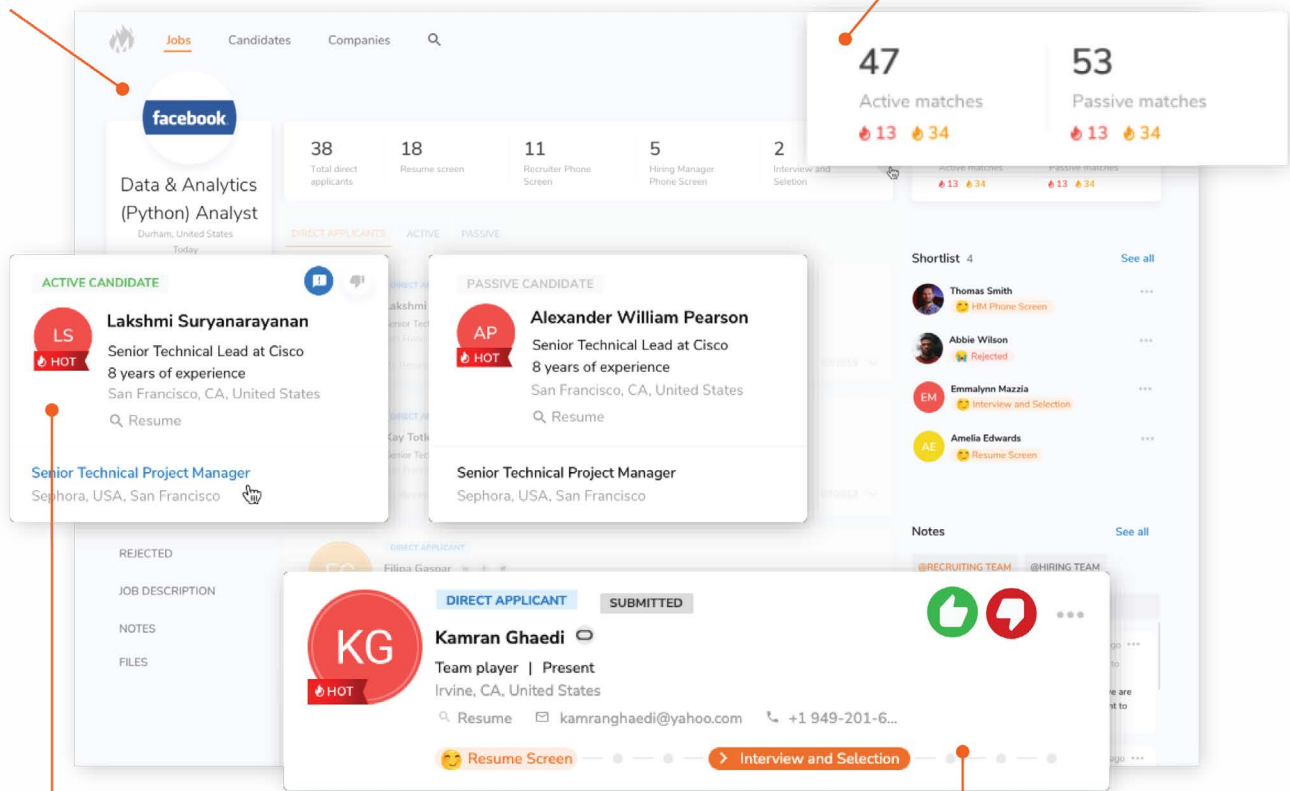 Jobs
Candidates
Companies
47
Active matches
13 34
53
Passive matches
13 34
facebook
Data & Analytics
(Python) Analyst
Durham, United States
Today
38
Total direct
applicants
18
Resume screen
11
Recruiter Phone
Screen
5
Hiring Manager
Phone Screen
2
Interview and
Seletion
Active matches
13 34
Passive matches
13 34
DIRECT APPLICANTS
ACTIVE
PASSIVE
ACTIVE CANDIDATE
LS
HOT
Lakshmi Suryanarayanan
Senior Technical Lead at Cisco
8 years of experience
San Francisco, CA, United States
Resume
Senior Technical Project Manager
Sephora, USA, San Francisco
PASSIVE CANDIDATE
AP
HOT
Alexander William Pearson
Senior Technical Lead at Cisco
8 years of experience
San Francisco, CA, United States
Resume
Senior Technical Project Manager
Sephora, USA, San Francisco
Shortlist 4
See all
Thomas Smith
HM Phone Screen
Abbie Wilson
Rejected
EM
Emmalynn Mazzia
Interview and Selection
AE
Amelia Edwards
Resume Screen
Notes
See all
@RECRUITING TEAM
@HIRING TEAM
REJECTED
JOB DESCRIPTION
NOTES
FILES
DIRECT APPLICANT
Filipa Gaspar
KG
HOT
DIRECT APPLICANT
SUBMITTED
Kamran Ghaedi
Team player | Present
Irvine, CA, United States
Resume
kamranghaedi@yahoo.com
+1 949-201-6...
Resume Screen
Interview and Selection